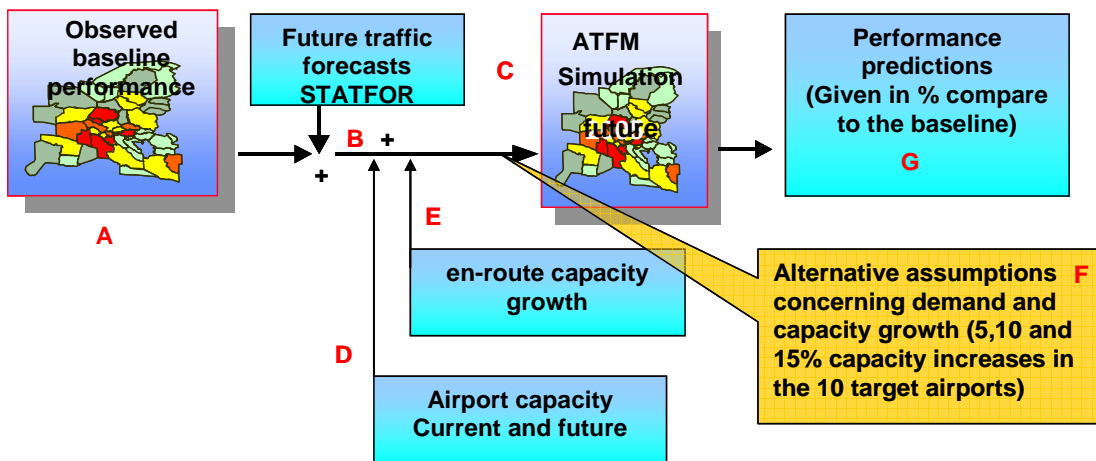 Observed
baseline
performance
A
Future traffic
forecasts
STATFOR
B
+
+
C
ATFM
Simulation
future
Performance
predictions
(Given in % compare
to the baseline)
G
E
en-route capacity
growth
D
Airport capacity
Current and future
Alternative assumptions
concerning demand and
capacity growth (5,10 and
15% capacity increases in
the 10 target airports)
F